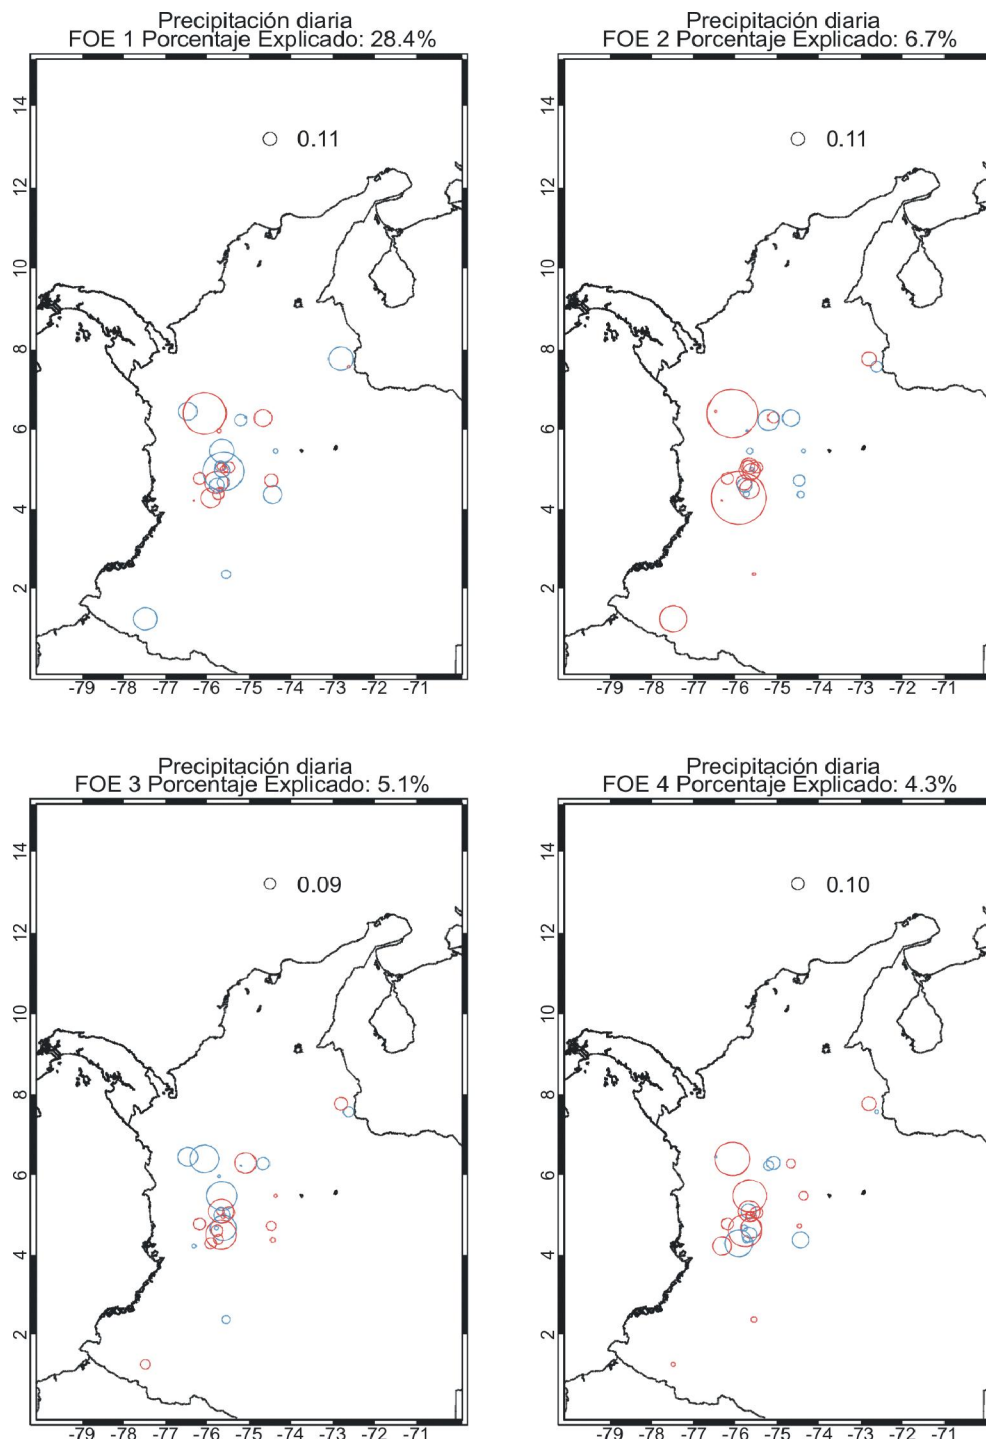 Precipitación diaria
FOE 1 Porcentaje Explicado: 28.4%
14
12
10
8
6
4
2
0.11
-79 -78 -77 -76 -75 -74 -73 -72 -71
Precipitación diaria
FOE 2 Porcentaje Explicado: 6.7%
14
12
10
8
6
4
2
0.11
-79 -78 -77 -76 -75 -74 -73 -72 -71
Precipitación diaria
FOE 3 Porcentaje Explicado: 5.1%
14
12
10
8
6
4
2
0.09
-79 -78 -77 -76 -75 -74 -73 -72 -71
Precipitación diaria
FOE 4 Porcentaje Explicado: 4.3%
14
12
10
8
6
4
2
0.10
-79 -78 -77 -76 -75 -74 -73 -72 -71